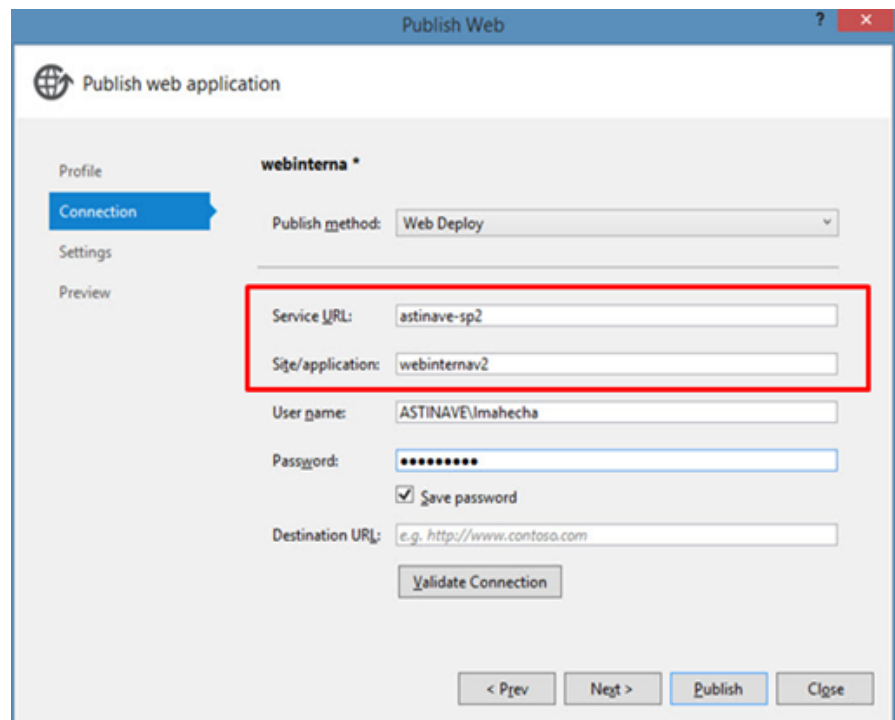 Publish Web
?
Publish web application
Profile
Connection
Settings
Preview
webinterna *
Publish method: Web Deploy
Service URL: astinave-sp2
Site/application: webinternav2
User name: ASTINAVE\lmahecha
Password: •••••••••
Save password
Destination URL: e.g. http://www.contoso.com
Validate Connection
< Prev Next > Publish Close